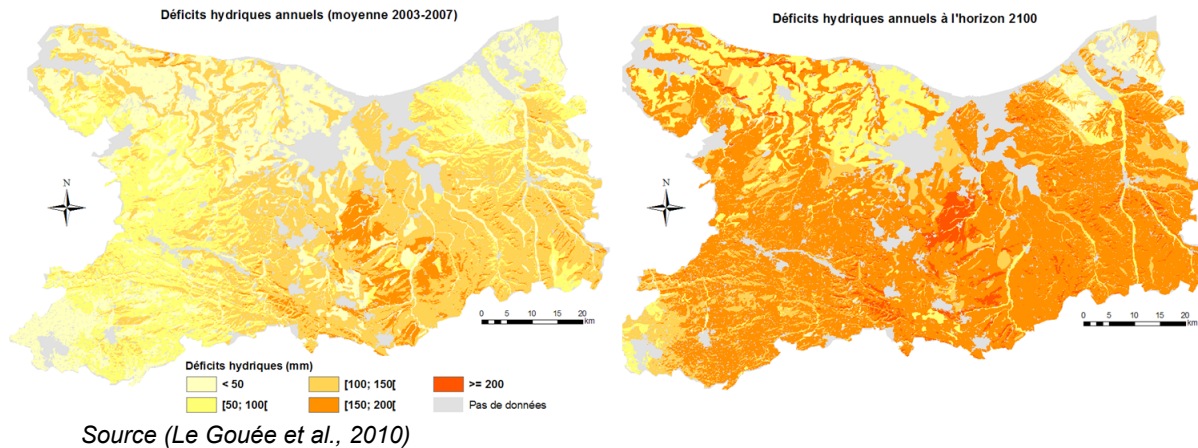 Déficits hydriques annuels (moyenne 2003-2007)
Déficits hydriques annuels à l'horizon 2100
N
N
0 5 10 15 20
km
0 5 10 15 20
km
Déficits hydriques (mm)
< 50
[100; 150[
>= 200
[50; 100[
[150; 200[
Pas de données
Source (Le Gouée et al., 2010)